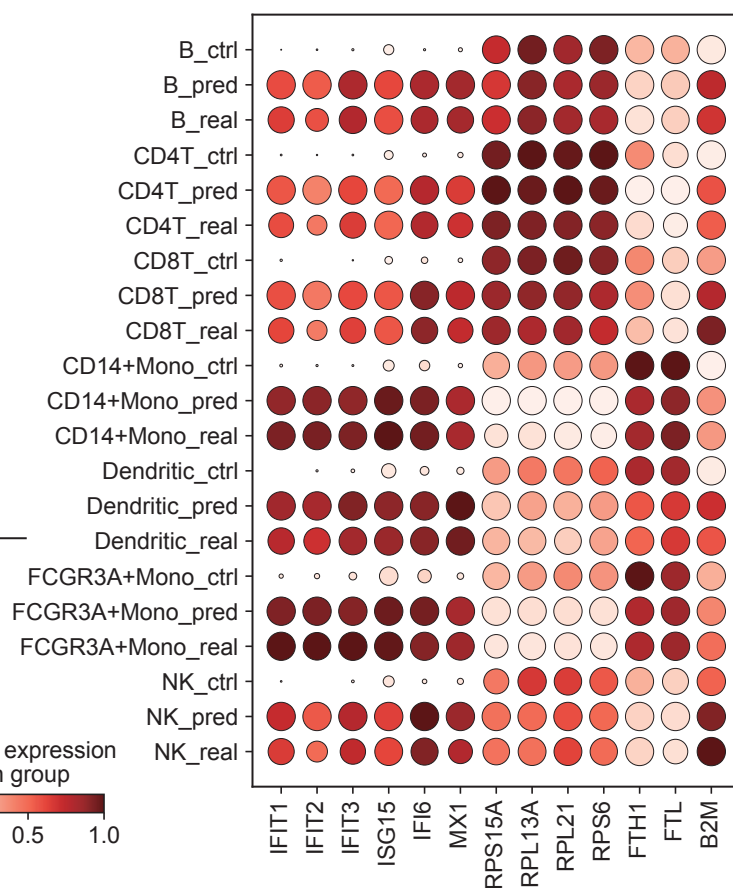 B_ctrl
B_pred
B_real
CD4T_ctrl
CD4T_pred
CD4T_real
CD8T_ctrl
CD8T_pred
CD8T_real
CD14+Mono_ctrl
CD14+Mono_pred
CD14+Mono_real
Dendritic_ctrl
Dendritic_pred
Dendritic_real
FCGR3A+Mono_ctrl
FCGR3A+Mono_pred
FCGR3A+Mono_real
NK_ctrl
NK_pred
NK_real
expression
group
0.5 1.0
IFIT1 IFIT2 IFIT3 ISG15 IFI6 MX1 RPS15A RPL13A RPL21 RPS6 FTH1 FTL B2M